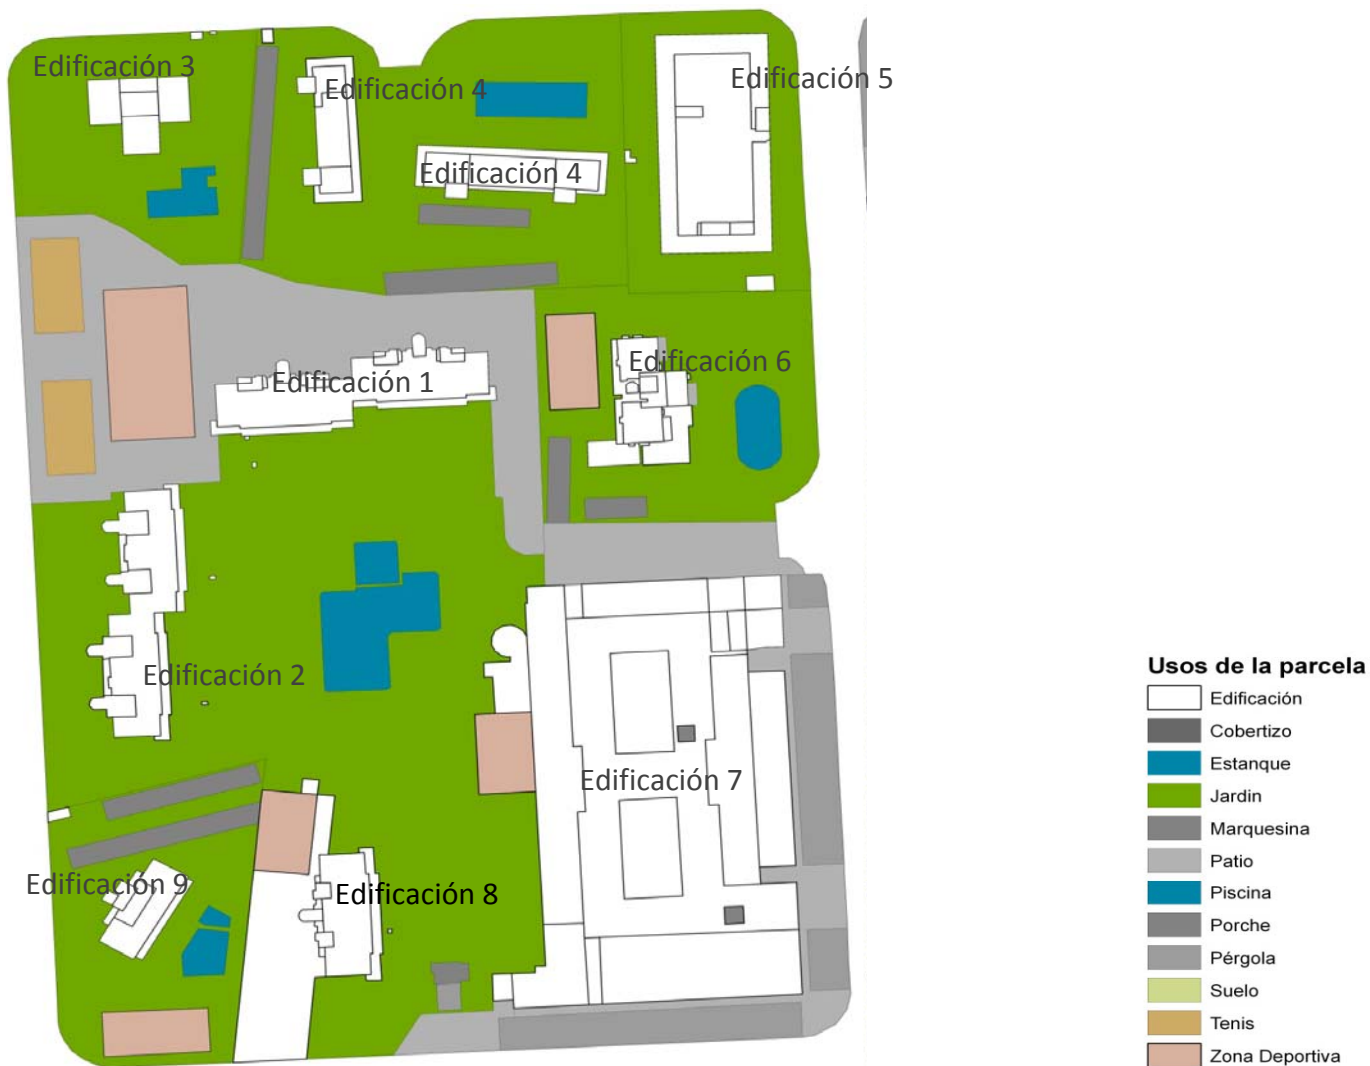 Edificación 3
Edificación 4
Edificación 5
Edificación 4
Edificación 6
Edificación 1
Edificación 2
Edificación 7
Edificación 9
Edificación 8
Usos de la parcela
Edificación
Cobertizo
Estanque
Jardin
Marquesina
Patio
Piscina
Porche
Pérgola
Suelo
Tenis
Zona Deportiva